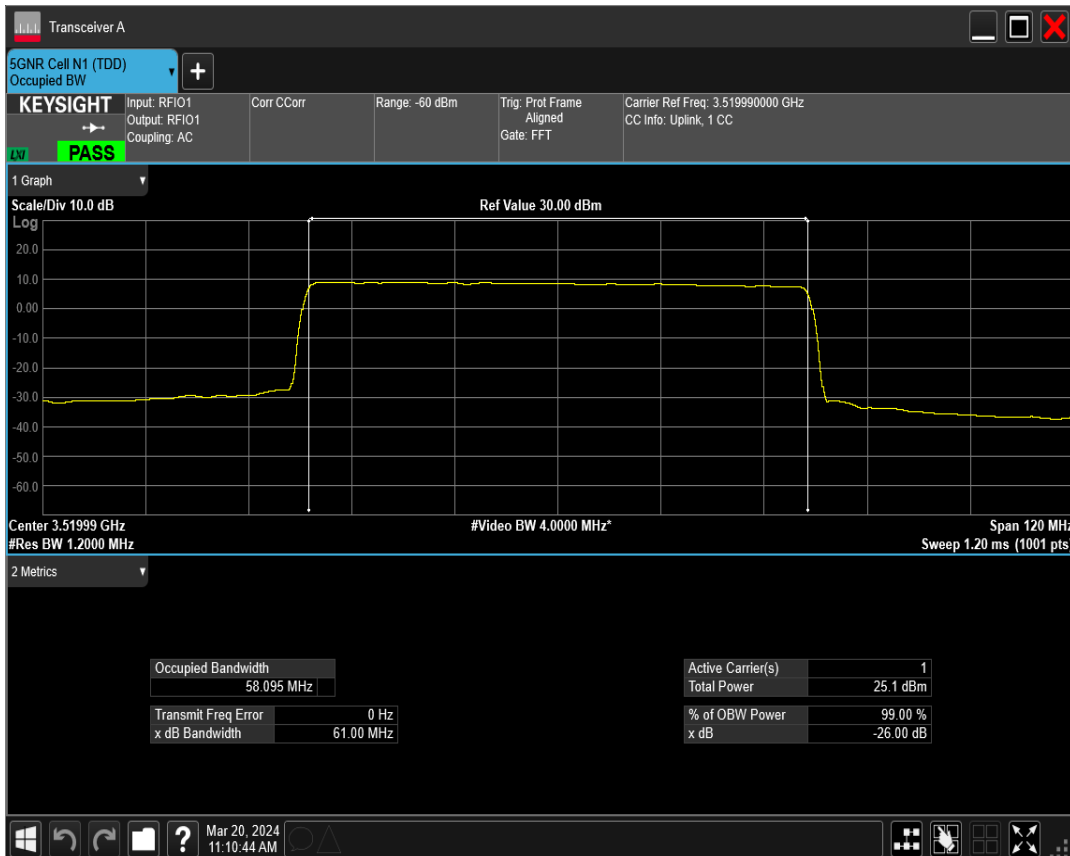 Transceiver A
5GNR Cell N1 (TDD)
Occupied BW
+
KEYSIGHT
LXI
PASS
Input: RFIO1
Output: RFIO1
Coupling: AC
Corr CCorr
Range: -60 dBm
Trig: Prot Frame
Aligned
Gate: FFT
Carrier Ref Freq: 3.519990000 GHz
CC Info: Uplink, 1 CC
1 Graph
Scale/Div 10.0 dB
Ref Value 30.00 dBm
Log
20.0
10.0
0.00
-10.0
-20.0
-30.0
-40.0
-50.0
-60.0
Center 3.51999 GHz
#Video BW 4.0000 MHz*
Span 120 MHz
#Res BW 1.2000 MHz
Sweep 1.20 ms (1001 pts)
2 Metrics
Occupied Bandwidth
58.095 MHz
Transmit Freq Error 0 Hz
x dB Bandwidth 61.00 MHz
Active Carrier(s) 1
Total Power 25.1 dBm
% of OBW Power 99.00 %
x dB -26.00 dB
?
Mar 20, 2024
11:10:44 AM